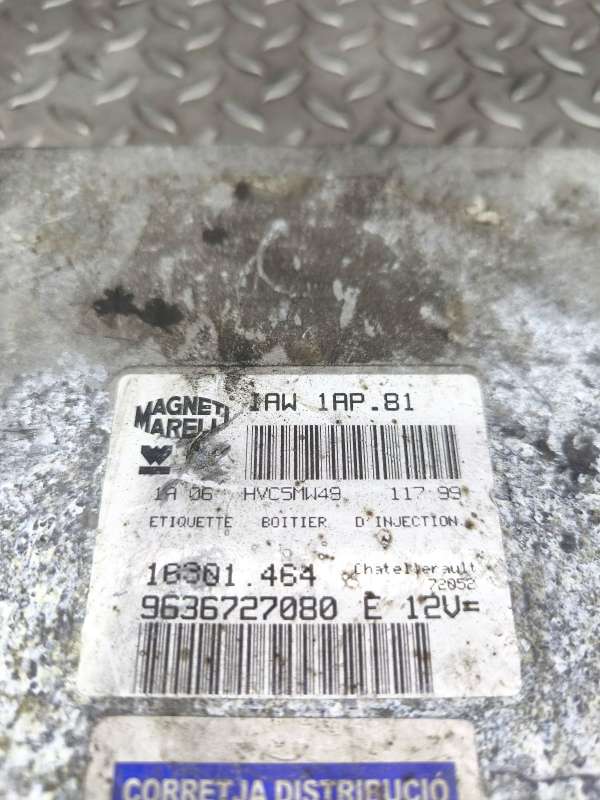 MAGNETI
MARELLI
IAW 1AP.81
1A 06 HVC5MW49 117 99
ETIQUETTE BOITIER D'INJECTION
16301.464
Chatellerault
72052
9636727080 E 12V=
CORRETJA DISTRIBUCIÓ